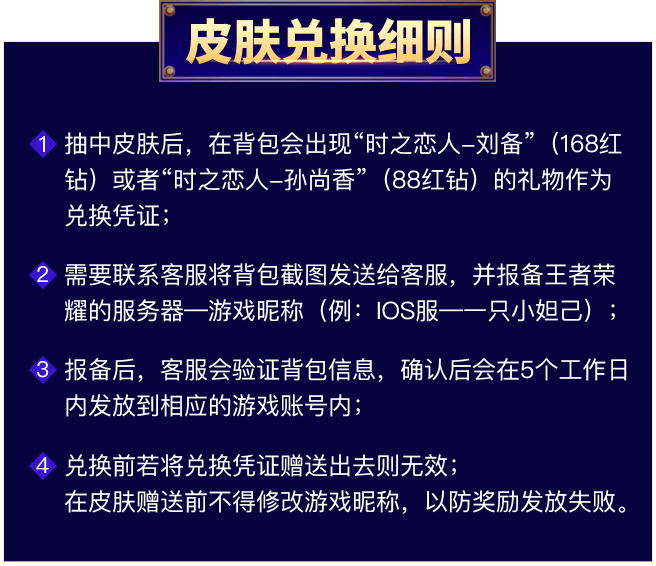 皮肤兑换细则
1 抽中皮肤后，在背包会出现“时之恋人–刘备”（168红
钻）或者“时之恋人–孙尚香”（88红钻）的礼物作为
兑换凭证；
2 需要联系客服将背包截图发送给客服，并报备王者荣
耀的服务器—游戏昵称（例：IOS服——一只小妲己）；
3 报备后，客服会验证背包信息，确认后会在5个工作日
内发放到相应的游戏账号内；
4 兑换前若将兑换凭证赠送出去则无效；
在皮肤赠送前不得修改游戏昵称，以防奖励发放失败。